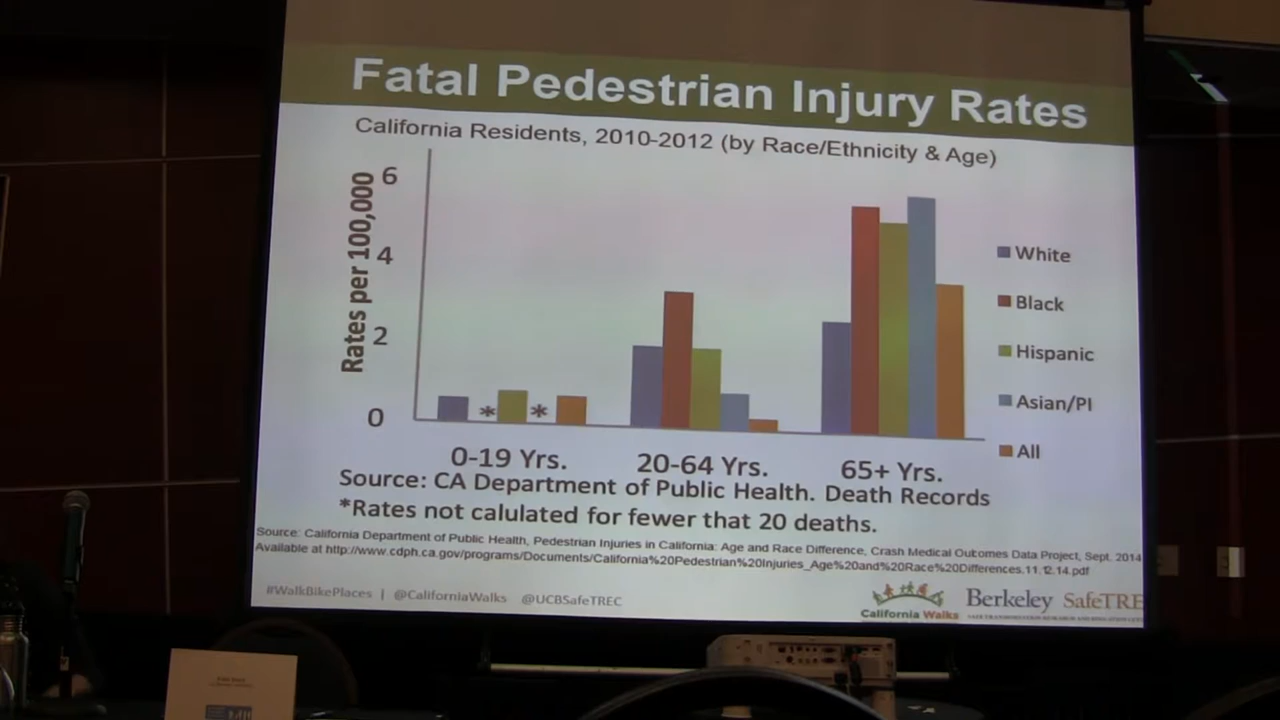 Fatal Pedestrian Injury Rates
California Residents, 2010-2012 (by Race/Ethnicity & Age)
Rates per 100,000
6
4
2
0
* *
0-19 Yrs. 20-64 Yrs. 65+ Yrs.
White
Black
Hispanic
Asian/PI
All
Source: CA Department of Public Health. Death Records
*Rates not calulated for fewer that 20 deaths.
Source: California Department of Public Health, Pedestrian Injuries in California: Age and Race Difference, Crash Medical Outcomes Data Project, Sept. 2014
Available at http://www.cdph.ca.gov/programs/Documents/California%20Pedestrian%20Injuries_Age%20and%20Race%20Differences.11.12.14.pdf
#WalkBikePlaces | @CaliforniaWalks @UCBSafeTREC
California Walks
Berkeley SafeTRE